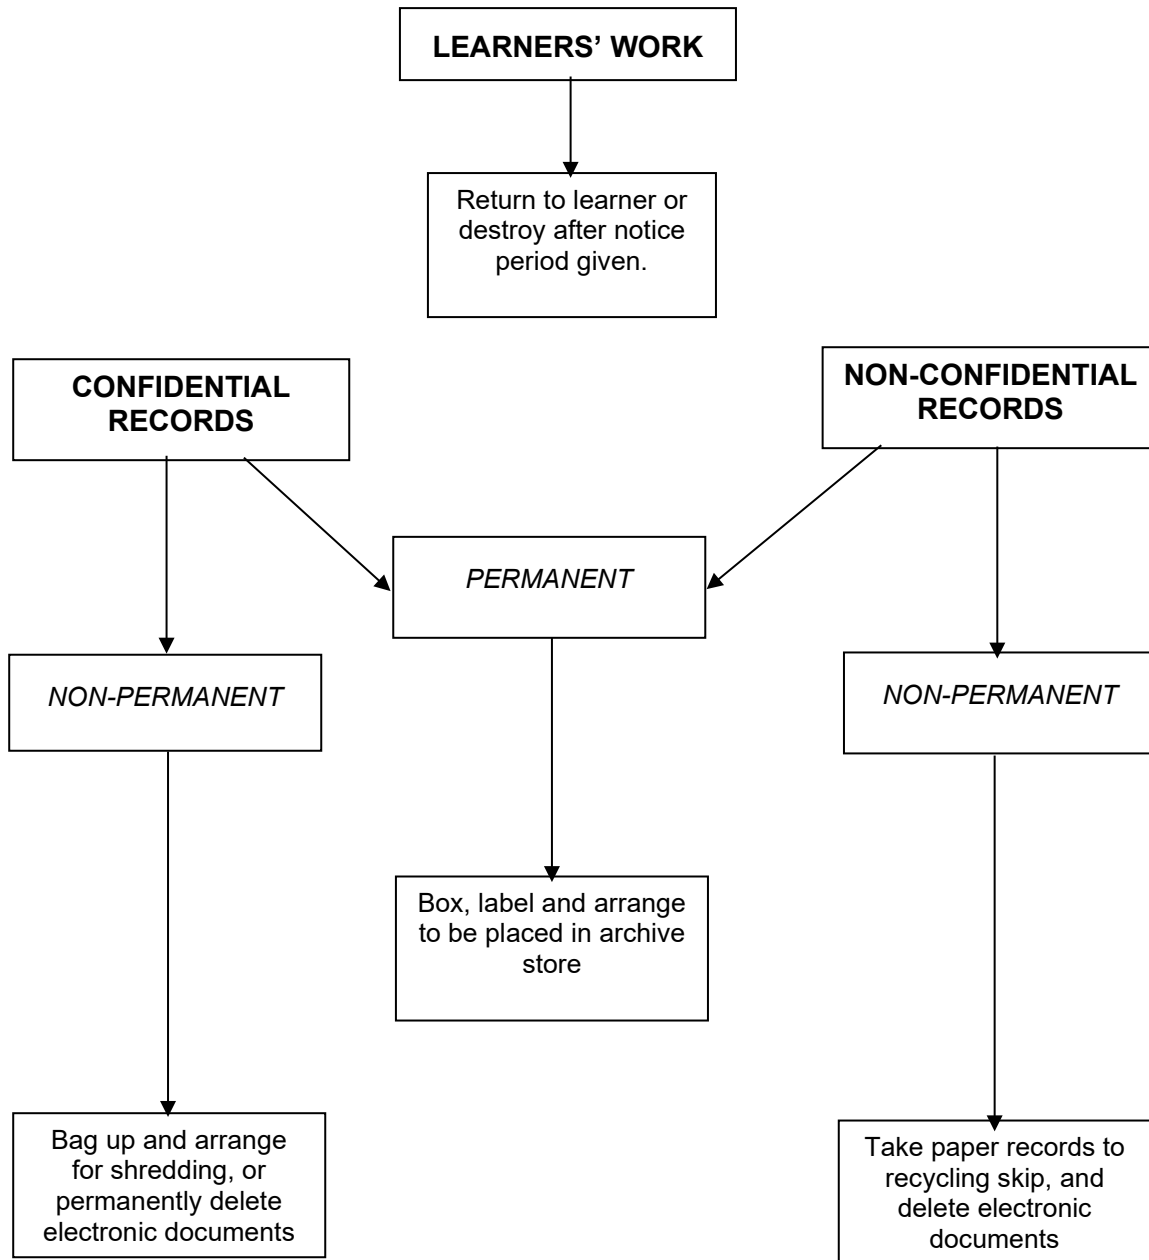 LEARNERS’ WORK
Return to learner or
destroy after notice
period given.
CONFIDENTIAL
RECORDS
NON-CONFIDENTIAL
RECORDS
PERMANENT
NON-PERMANENT
NON-PERMANENT
Box, label and arrange
to be placed in archive
store
Bag up and arrange
for shredding, or
permanently delete
electronic documents
Take paper records to
recycling skip, and
delete electronic
documents